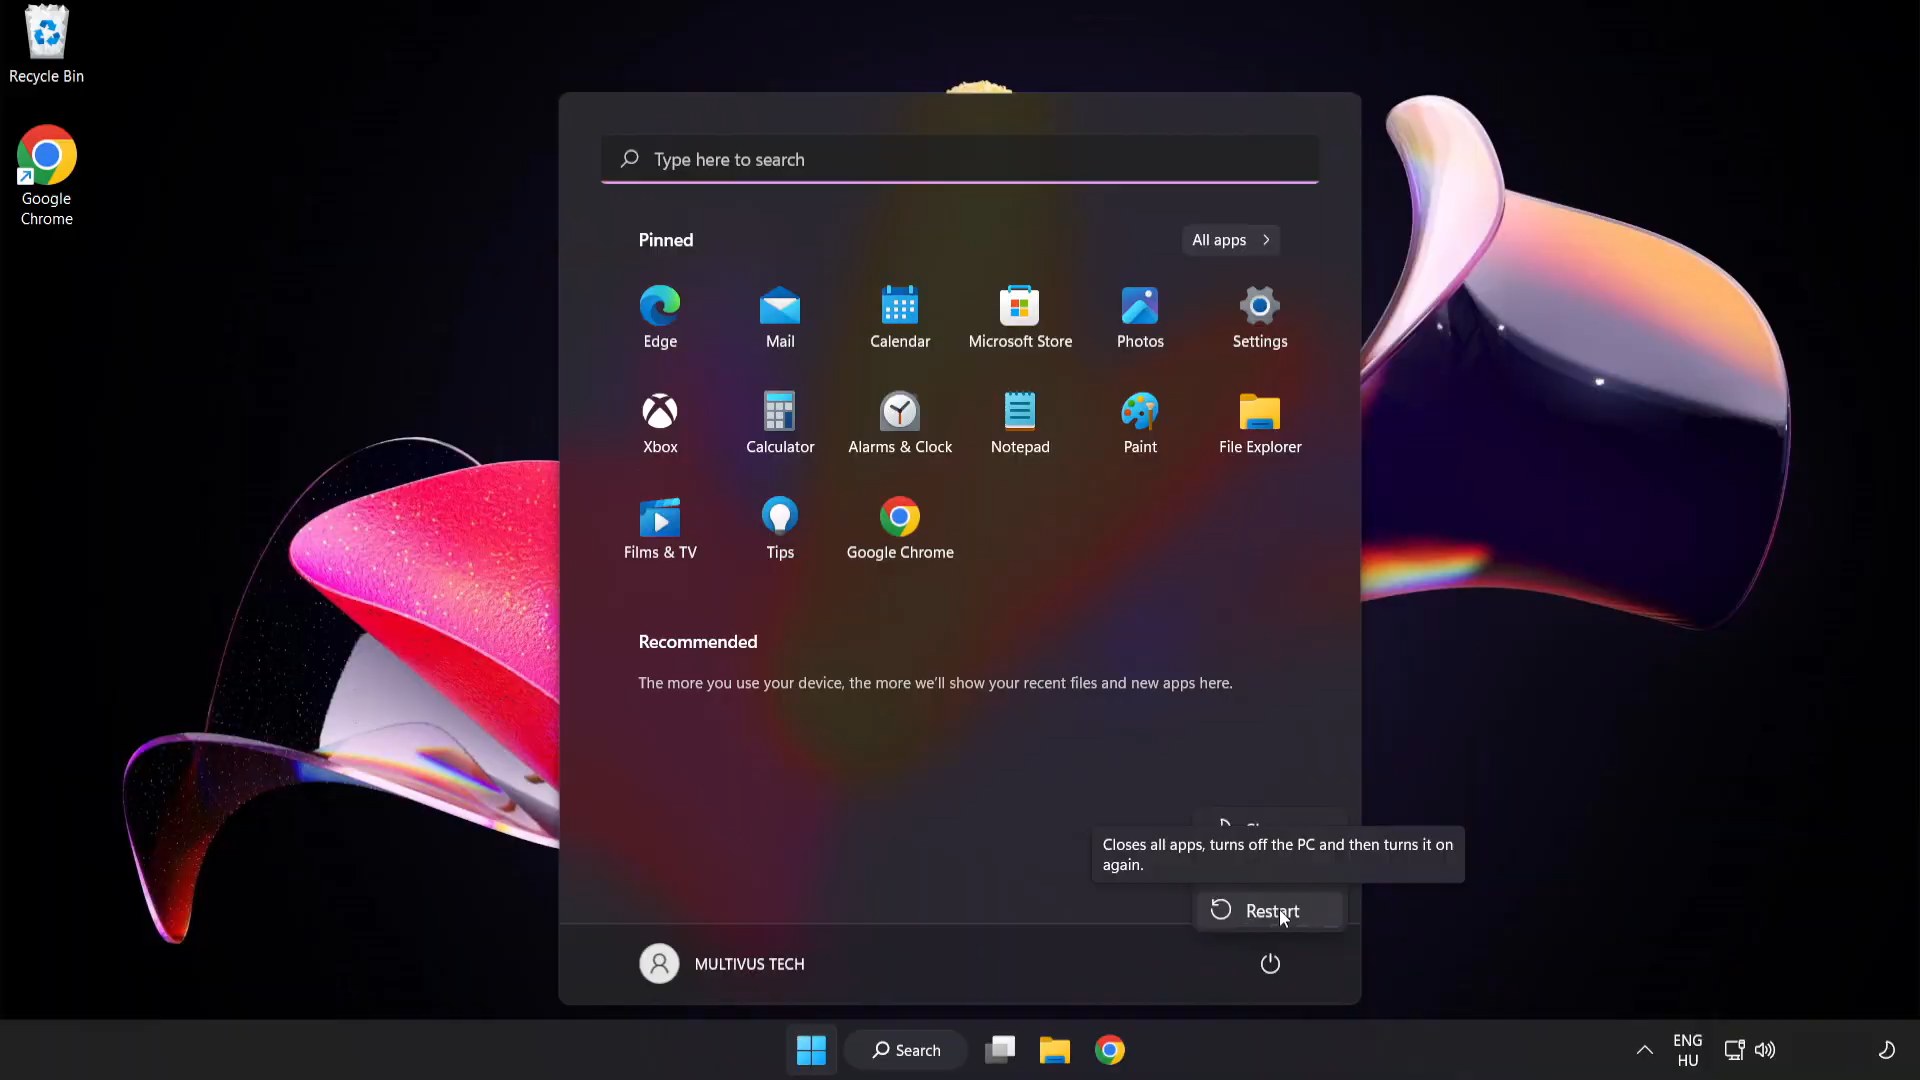 Recycle Bin
Google
Chrome
Type here to search
Pinned
All apps
Edge
Mail
Calendar
Microsoft Store
Photos
Settings
Xbox
Calculator
Alarms & Clock
Notepad
Paint
File Explorer
Films & TV
Tips
Google Chrome
Recommended
The more you use your device, the more we'll show your recent files and new apps here.
Closes all apps, turns off the PC and then turns it on
again.
Restart
MULTIVUS TECH
Search
ENG
HU